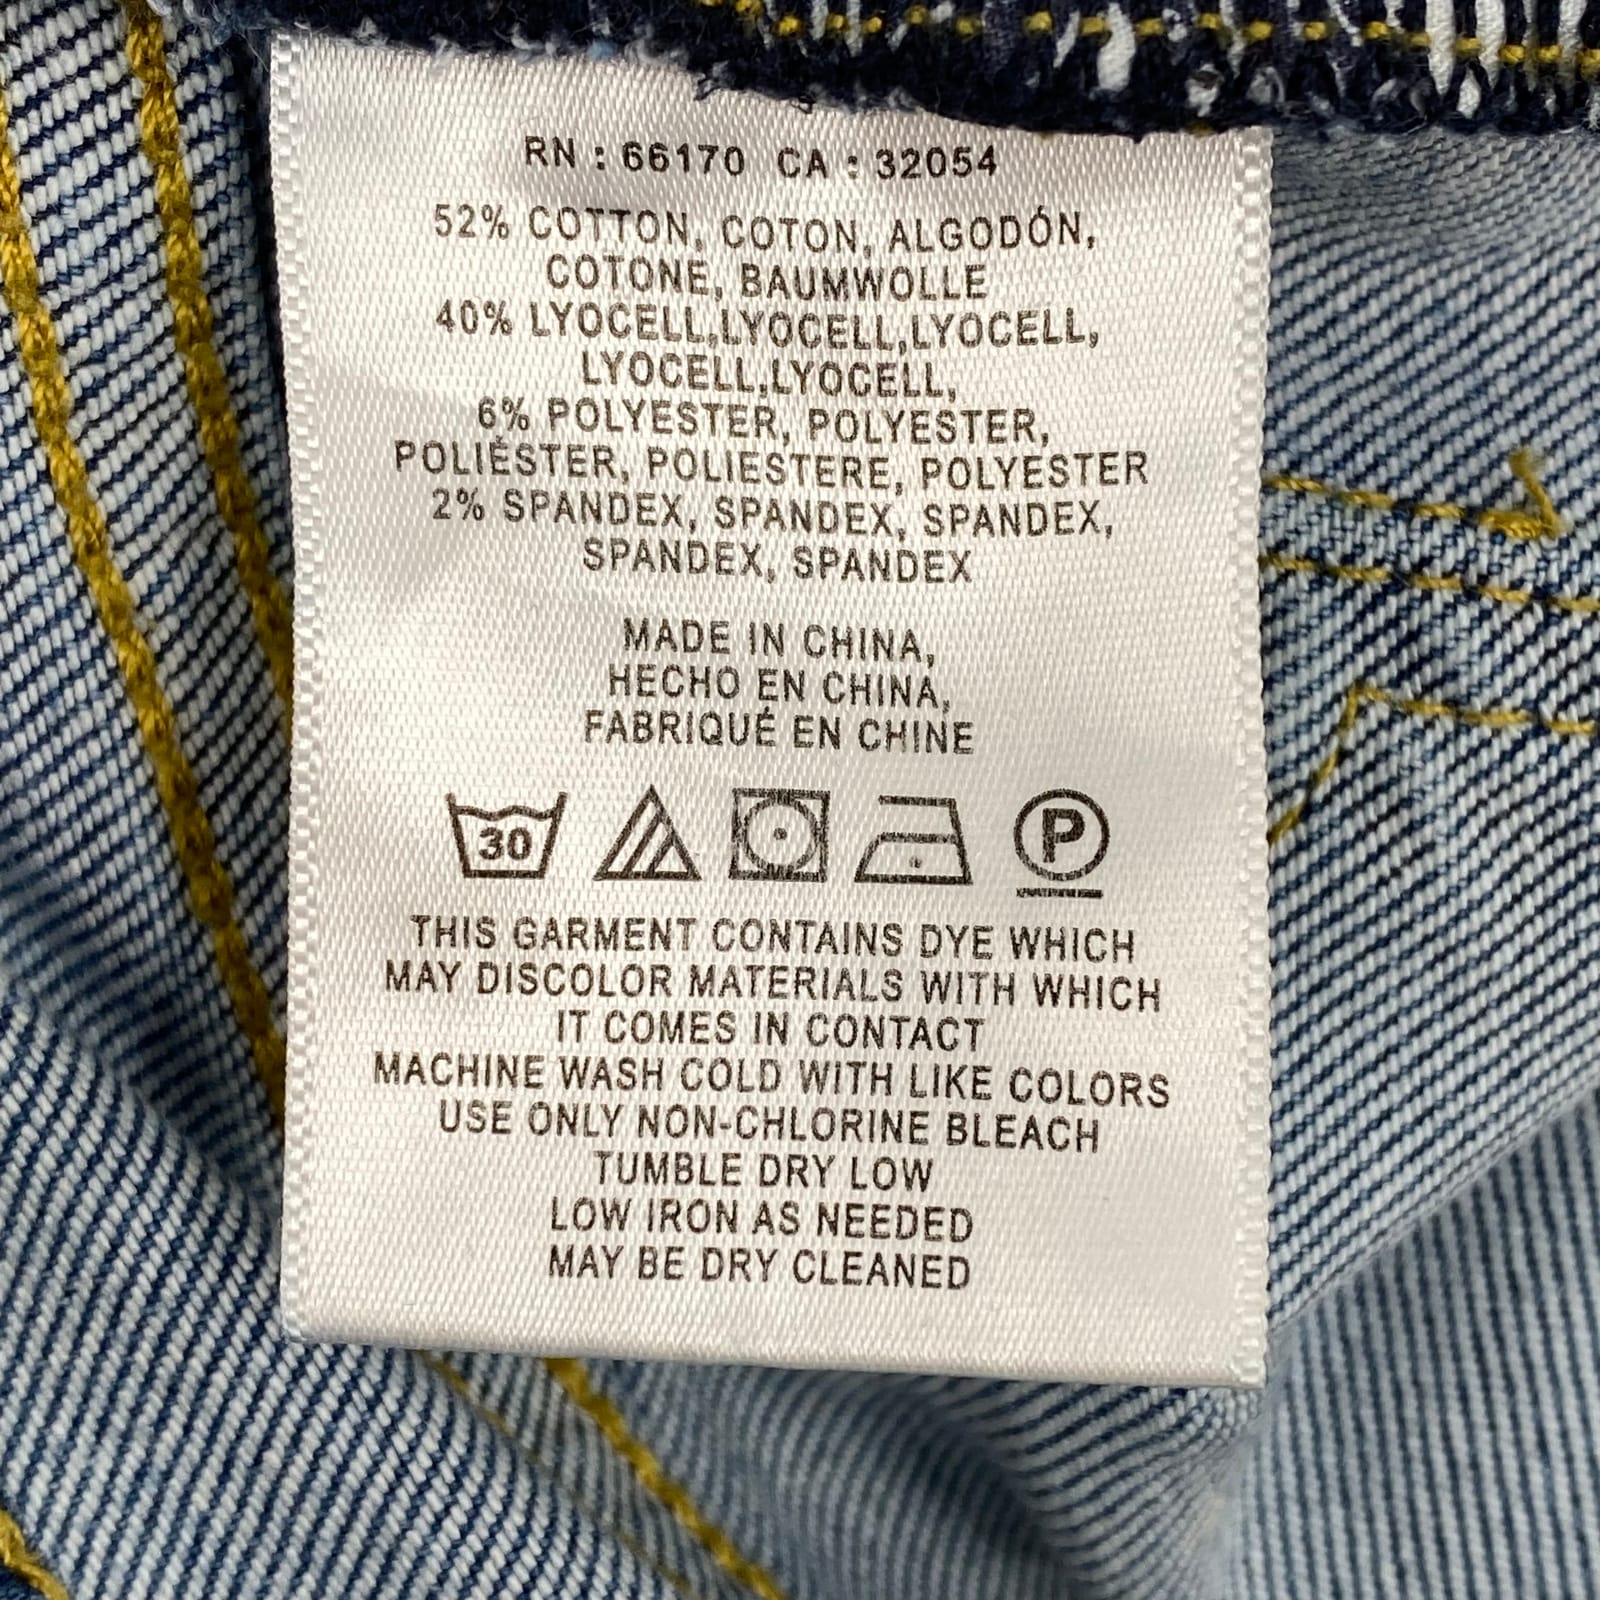 RN : 66170 CA : 32054
52% COTTON, COTON, ALGODÓN,
COTONE, BAUMWOLLE
40% LYOCELL,LYOCELL,LYOCELL,
LYOCELL,LYOCELL,
6% POLYESTER, POLYESTER,
POLIÉSTER, POLIESTERE, POLYESTER
2% SPANDEX, SPANDEX, SPANDEX,
SPANDEX, SPANDEX
MADE IN CHINA,
HECHO EN CHINA,
FABRIQUÉ EN CHINE
30 P
THIS GARMENT CONTAINS DYE WHICH
MAY DISCOLOR MATERIALS WITH WHICH
IT COMES IN CONTACT
MACHINE WASH COLD WITH LIKE COLORS
USE ONLY NON-CHLORINE BLEACH
TUMBLE DRY LOW
LOW IRON AS NEEDED
MAY BE DRY CLEANED